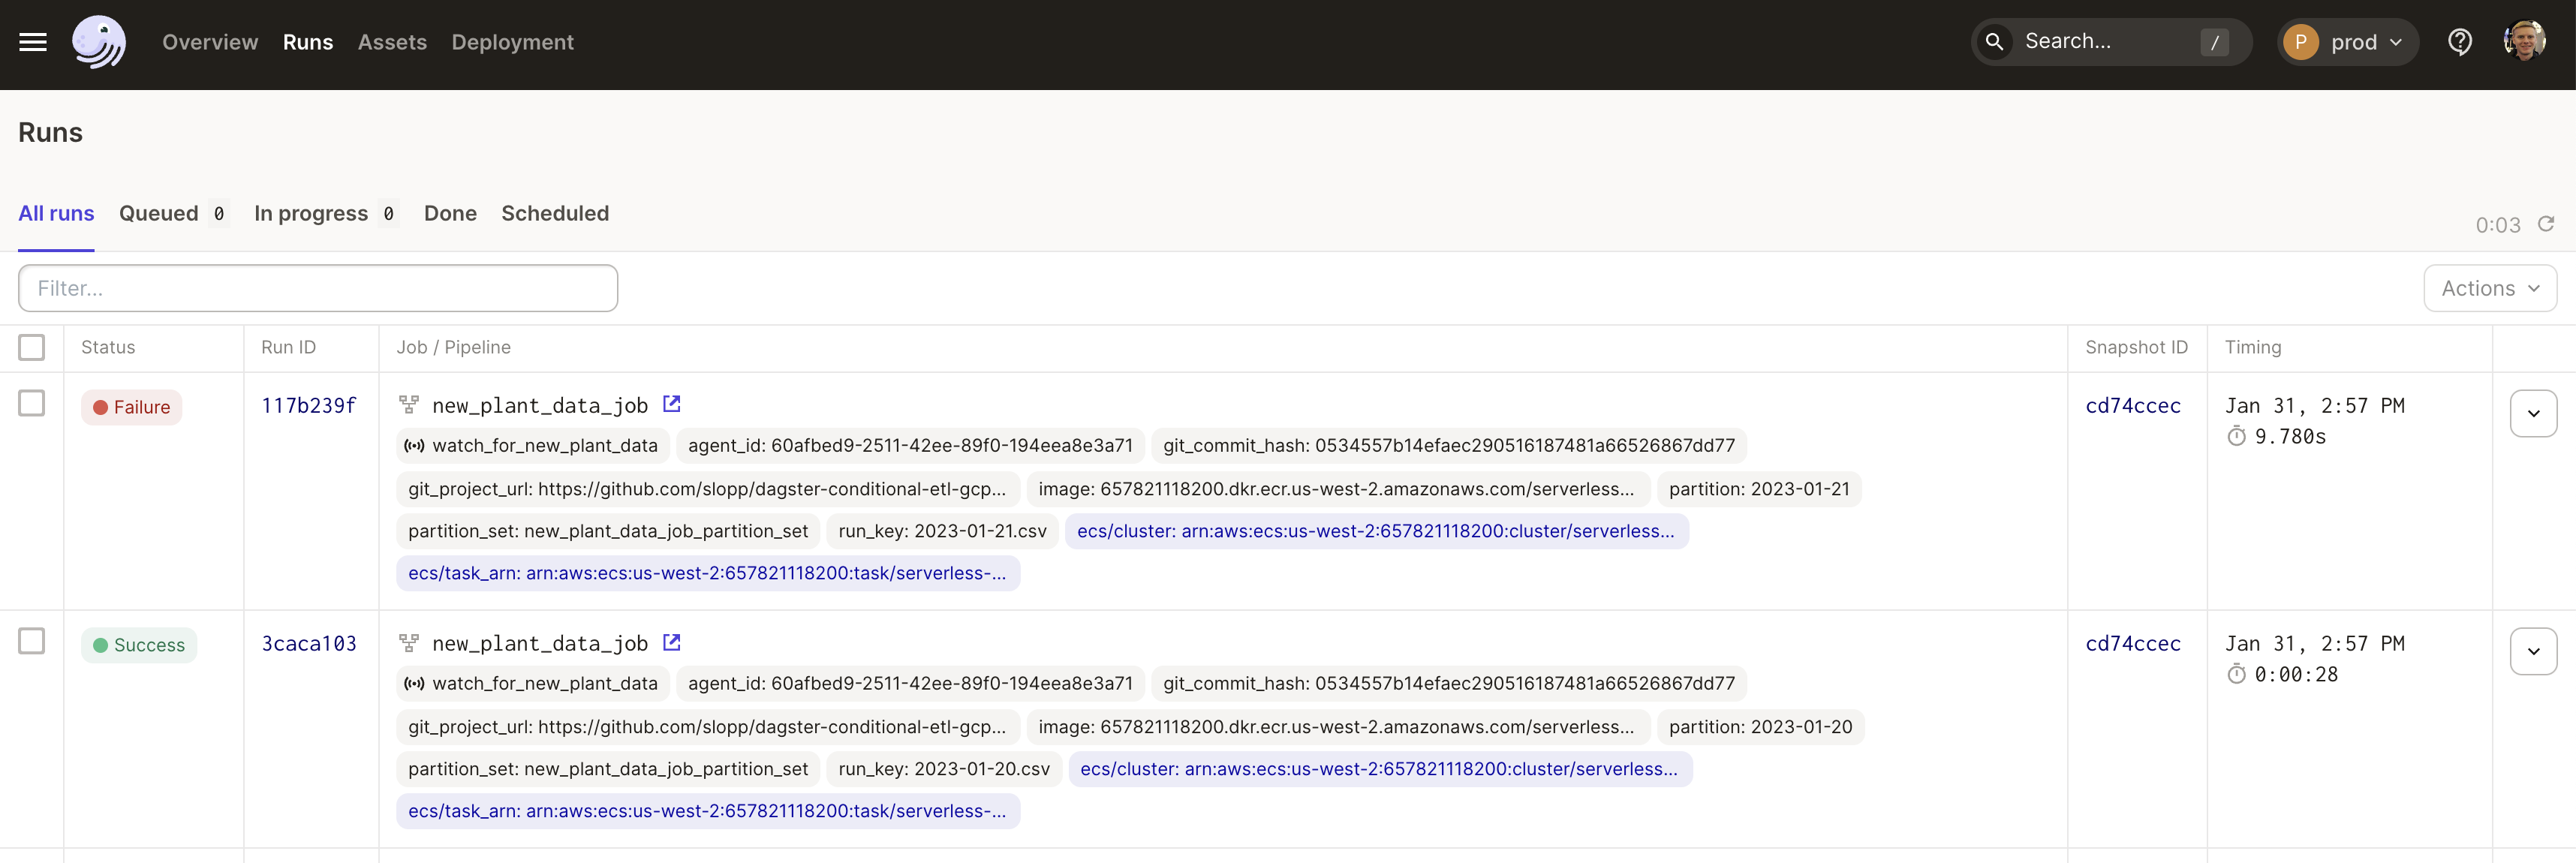 Overview Runs Assets Deployment Search... / P prod
Runs
All runs Queued 0 In progress 0 Done Scheduled 0:03
Filter... Actions
Status Run ID Job / Pipeline Snapshot ID Timing
Failure 117b239f new_plant_data_job cd74ccec Jan 31, 2:57 PM
watch_for_new_plant_data agent_id: 60afbed9-2511-42ee-89f0-194eea8e3a71 git_commit_hash: 0534557b14efaec290516187481a66526867dd77 9.780s
git_project_url: https://github.com/slopp/dagster-conditional-etl-gcp... image: 657821118200.dkr.ecr.us-west-2.amazonaws.com/serverless... partition: 2023-01-21
partition_set: new_plant_data_job_partition_set run_key: 2023-01-21.csv ecs/cluster: arn:aws:ecs:us-west-2:657821118200:cluster/serverless...
ecs/task_arn: arn:aws:ecs:us-west-2:657821118200:task/serverless-...
Success 3caca103 new_plant_data_job cd74ccec Jan 31, 2:57 PM
watch_for_new_plant_data agent_id: 60afbed9-2511-42ee-89f0-194eea8e3a71 git_commit_hash: 0534557b14efaec290516187481a66526867dd77 0:00:28
git_project_url: https://github.com/slopp/dagster-conditional-etl-gcp... image: 657821118200.dkr.ecr.us-west-2.amazonaws.com/serverless... partition: 2023-01-20
partition_set: new_plant_data_job_partition_set run_key: 2023-01-20.csv ecs/cluster: arn:aws:ecs:us-west-2:657821118200:cluster/serverless...
ecs/task_arn: arn:aws:ecs:us-west-2:657821118200:task/serverless-...